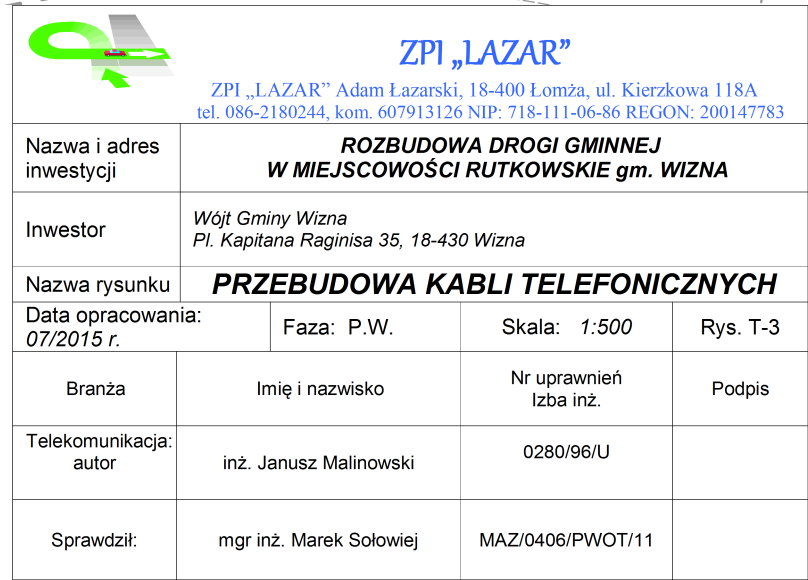 ZPI „LAZAR”
ZPI „LAZAR” Adam Łazarski, 18-400 Łomża, ul. Kierzkowa 118A
tel. 086-2180244, kom. 607913126 NIP: 718-111-06-86 REGON: 200147783
Nazwa i adres
inwestycji
ROZBUDOWA DROGI GMINNEJ
W MIEJSCOWOŚCI RUTKOWSKIE gm. WIZNA
Inwestor
Wójt Gminy Wizna
Pl. Kapitana Raginisa 35, 18-430 Wizna
Nazwa rysunku
PRZEBUDOWA KABLI TELEFONICZNYCH
Data opracowania:
07/2015 r.
Faza: P.W.
Skala: 1:500
Rys. T-3
Branża
Imię i nazwisko
Nr uprawnień
Izba inż.
Podpis
Telekomunikacja:
autor
inż. Janusz Malinowski
0280/96/U
Sprawdził:
mgr inż. Marek Sołowiej
MAZ/0406/PWOT/11